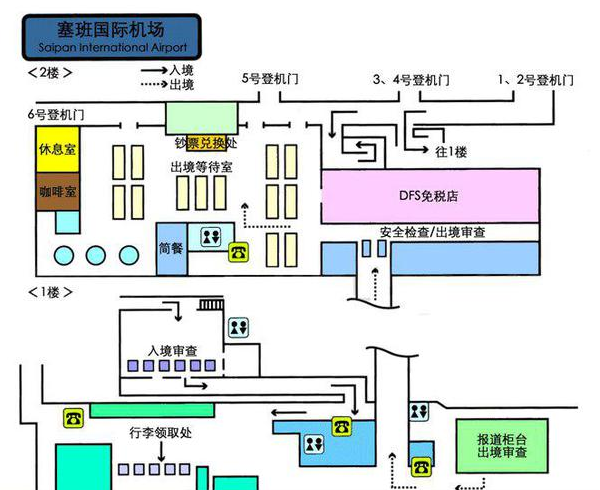 塞班国际机场
Saipan International Airport
<2楼>
入境
出境
5号登机门
3、4号登机门
1、2号登机门
6号登机门
钞票兑换处
往1楼
休息室
出境等待室
咖啡室
DFS免税店
安全检查/出境审查
简餐
<1楼>
入境审查
行李领取处
报道柜台
出境审查